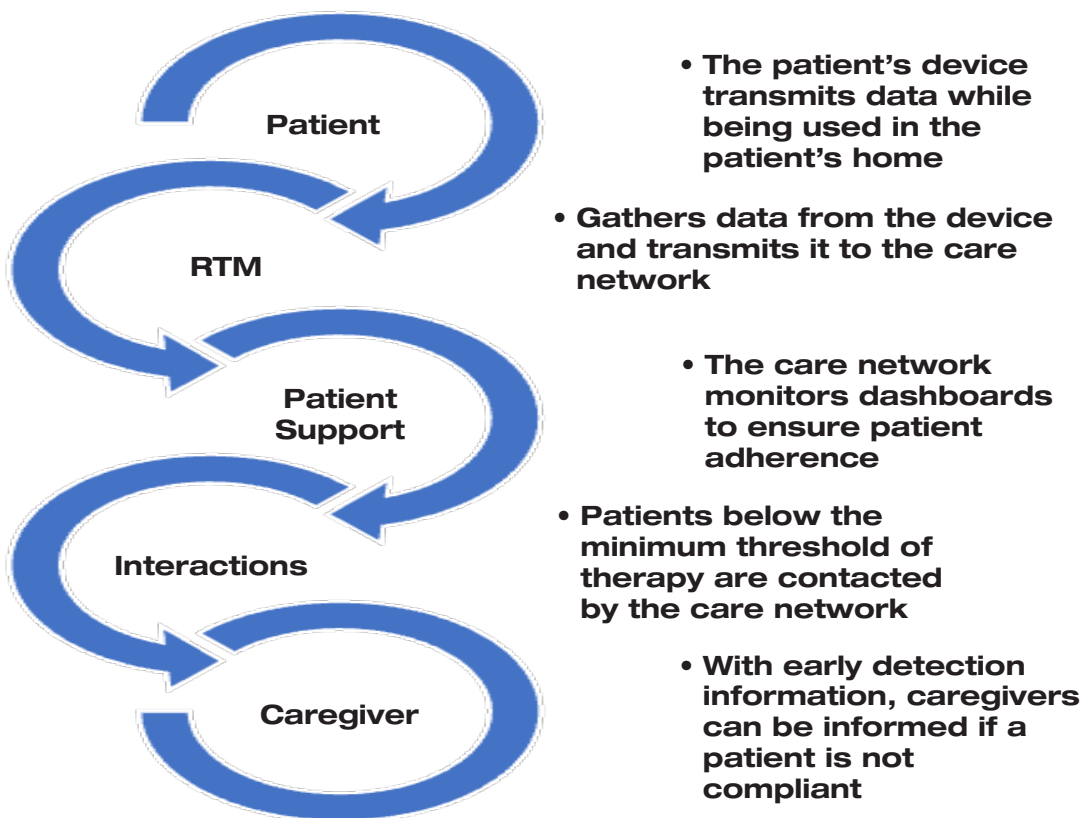 Patient
• The patient’s device
transmits data while
being used in the
patient’s home
RTM
• Gathers data from the device
and transmits it to the care
network
Patient
Support
• The care network
monitors dashboards
to ensure patient
adherence
Interactions
• Patients below the
minimum threshold of
therapy are contacted
by the care network
Caregiver
• With early detection
information, caregivers
can be informed if a
patient is not
compliant